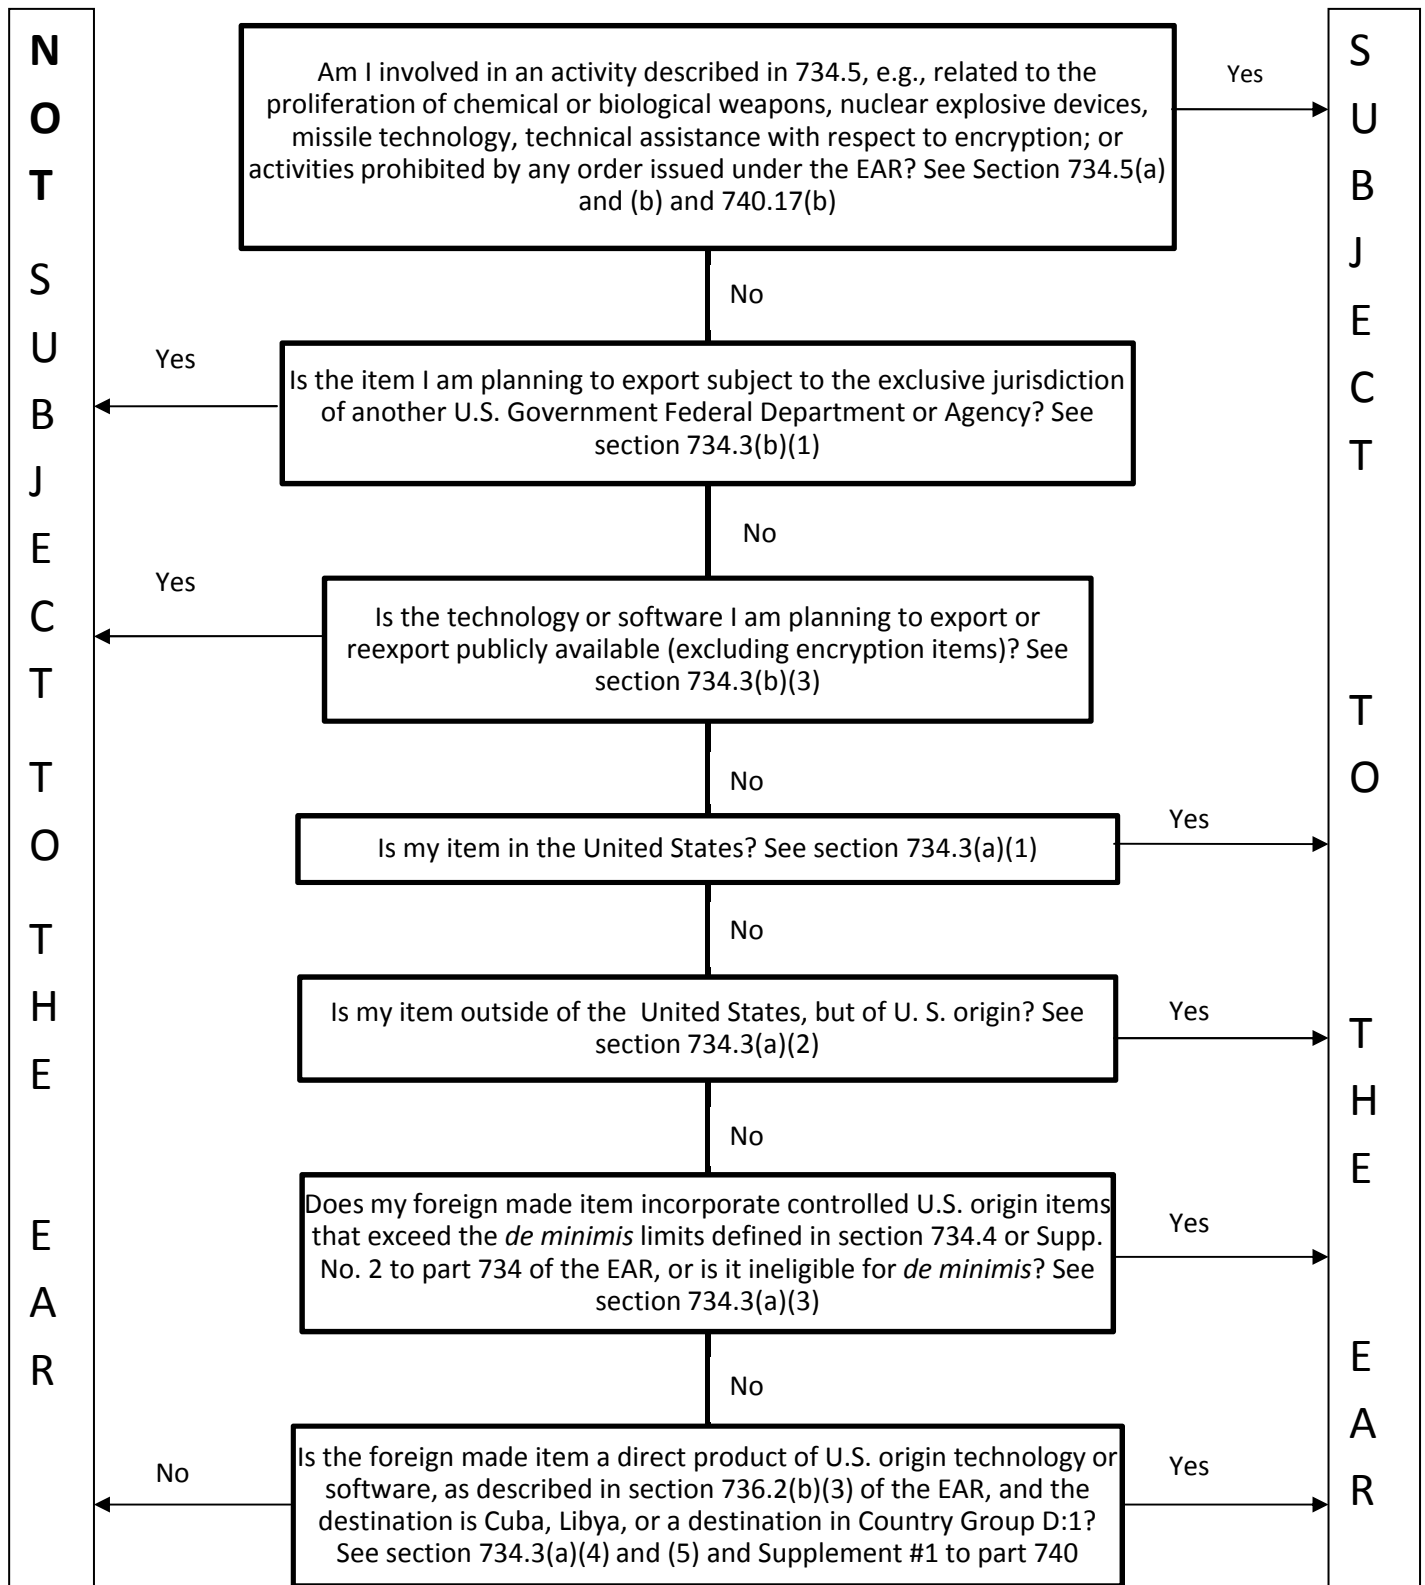 NOT SUBJECT TO THE EAR
Am I involved in an activity described in 734.5, e.g., related to the
proliferation of chemical or biological weapons, nuclear explosive devices,
missile technology, technical assistance with respect to encryption; or
activities prohibited by any order issued under the EAR? See Section 734.5(a)
and (b) and 740.17(b)
Yes
No
Yes
Is the item I am planning to export subject to the exclusive jurisdiction
of another U.S. Government Federal Department or Agency? See
section 734.3(b)(1)
No
Yes
Is the technology or software I am planning to export or
reexport publicly available (excluding encryption items)? See
section 734.3(b)(3)
No
Is my item in the United States? See section 734.3(a)(1)
Yes
No
Is my item outside of the  United States, but of U. S. origin? See
section 734.3(a)(2)
Yes
No
Does my foreign made item incorporate controlled U.S. origin items
that exceed the de minimis limits defined in section 734.4 or Supp.
No. 2 to part 734 of the EAR, or is it ineligible for de minimis? See
section 734.3(a)(3)
Yes
No
No
Is the foreign made item a direct product of U.S. origin technology or
software, as described in section 736.2(b)(3) of the EAR, and the
destination is Cuba, Libya, or a destination in Country Group D:1?
See section 734.3(a)(4) and (5) and Supplement #1 to part 740
Yes
SUBJECT TO THE EAR